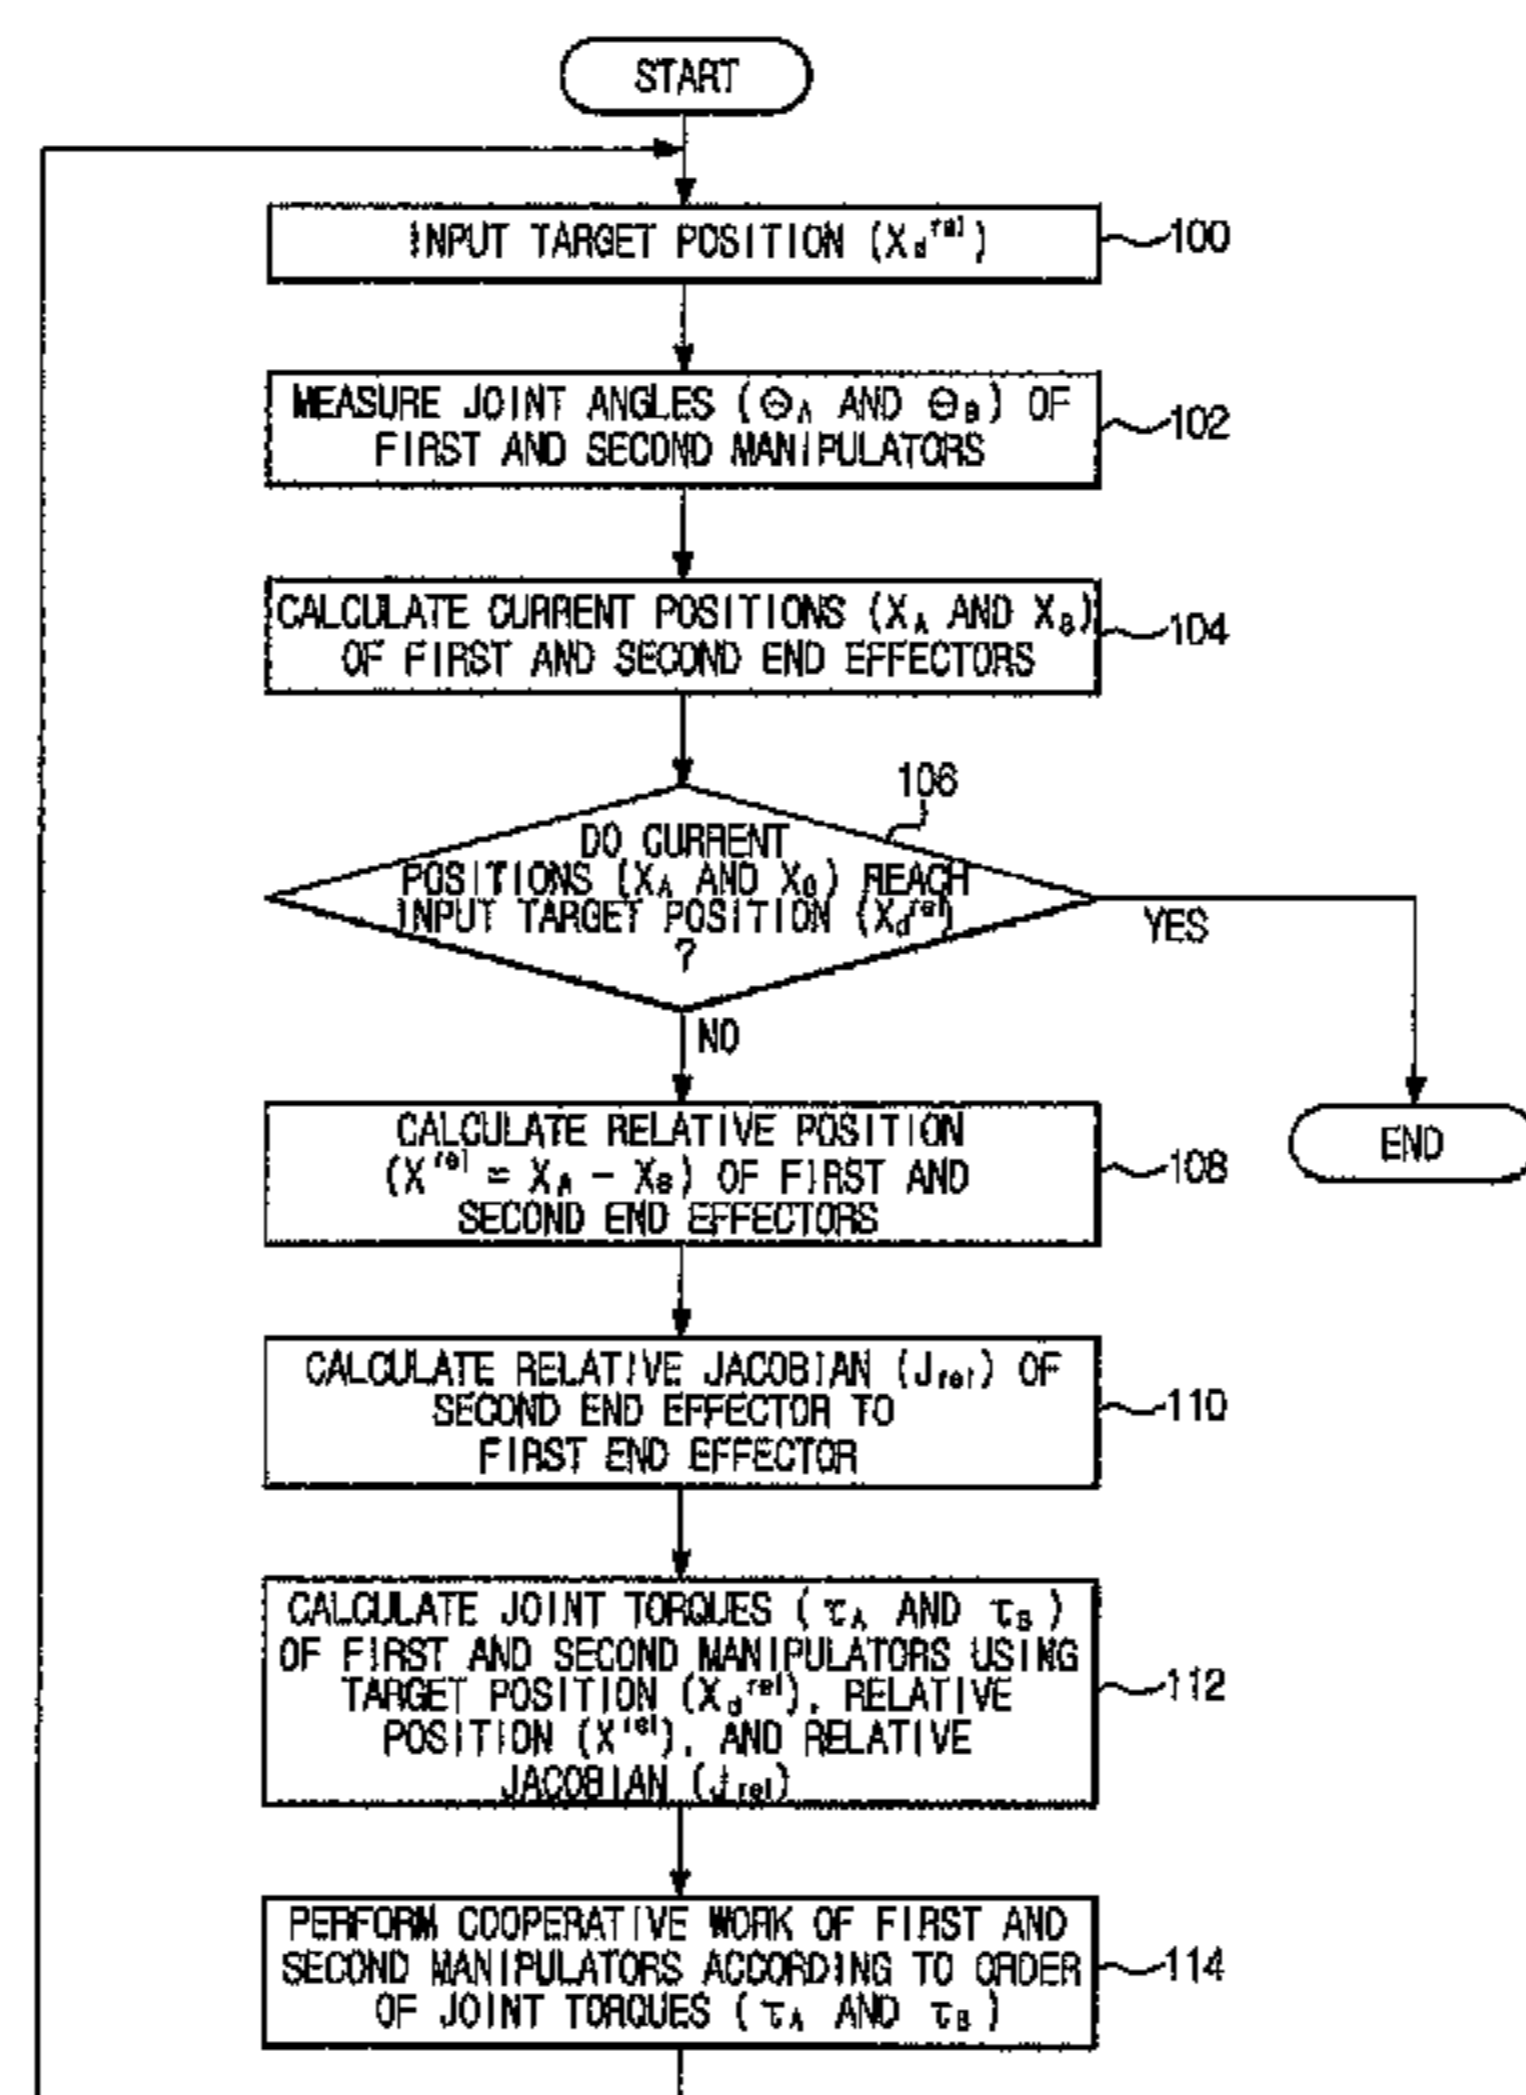 START
INPUT TARGET POSITION (X_d^rel)
100
MEASURE JOINT ANGLES (Θ_A AND Θ_B) OF
FIRST AND SECOND MANIPULATORS
102
CALCULATE CURRENT POSITIONS (X_A AND X_B)
OF FIRST AND SECOND END EFFECTORS
104
106
DO CURRENT
POSITIONS (X_A AND X_B) REACH
INPUT TARGET POSITION (X_d^rel)
?
YES
NO
END
CALCULATE RELATIVE POSITION
(X^rel = X_A - X_B) OF FIRST AND
SECOND END EFFECTORS
108
CALCULATE RELATIVE JACOBIAN (J_rel) OF
SECOND END EFFECTOR TO
FIRST END EFFECTOR
110
CALCULATE JOINT TORQUES (τ_A AND τ_B)
OF FIRST AND SECOND MANIPULATORS USING
TARGET POSITION (X_d^rel), RELATIVE
POSITION (X^rel), AND RELATIVE
JACOBIAN (J_rel)
112
PERFORM COOPERATIVE WORK OF FIRST AND
SECOND MANIPULATORS ACCORDING TO ORDER
OF JOINT TORQUES (τ_A AND τ_B)
114